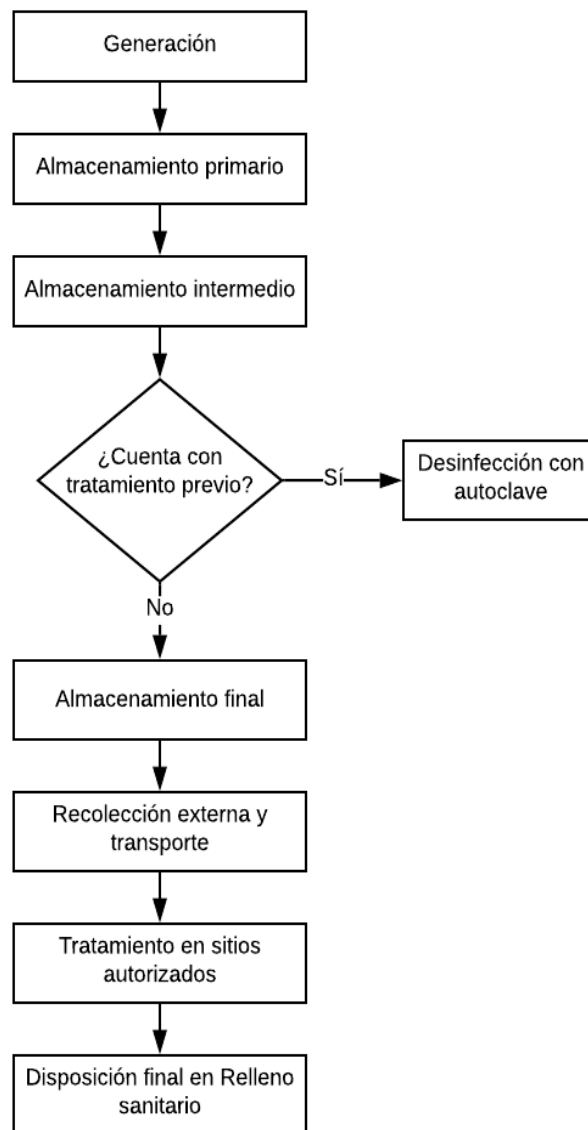 Generación
Almacenamiento primario
Almacenamiento intermedio
¿Cuenta con
tratamiento previo?
Sí
Desinfección con
autoclave
No
Almacenamiento final
Recolección externa y
transporte
Tratamiento en sitios
autorizados
Disposición final en Relleno
sanitario